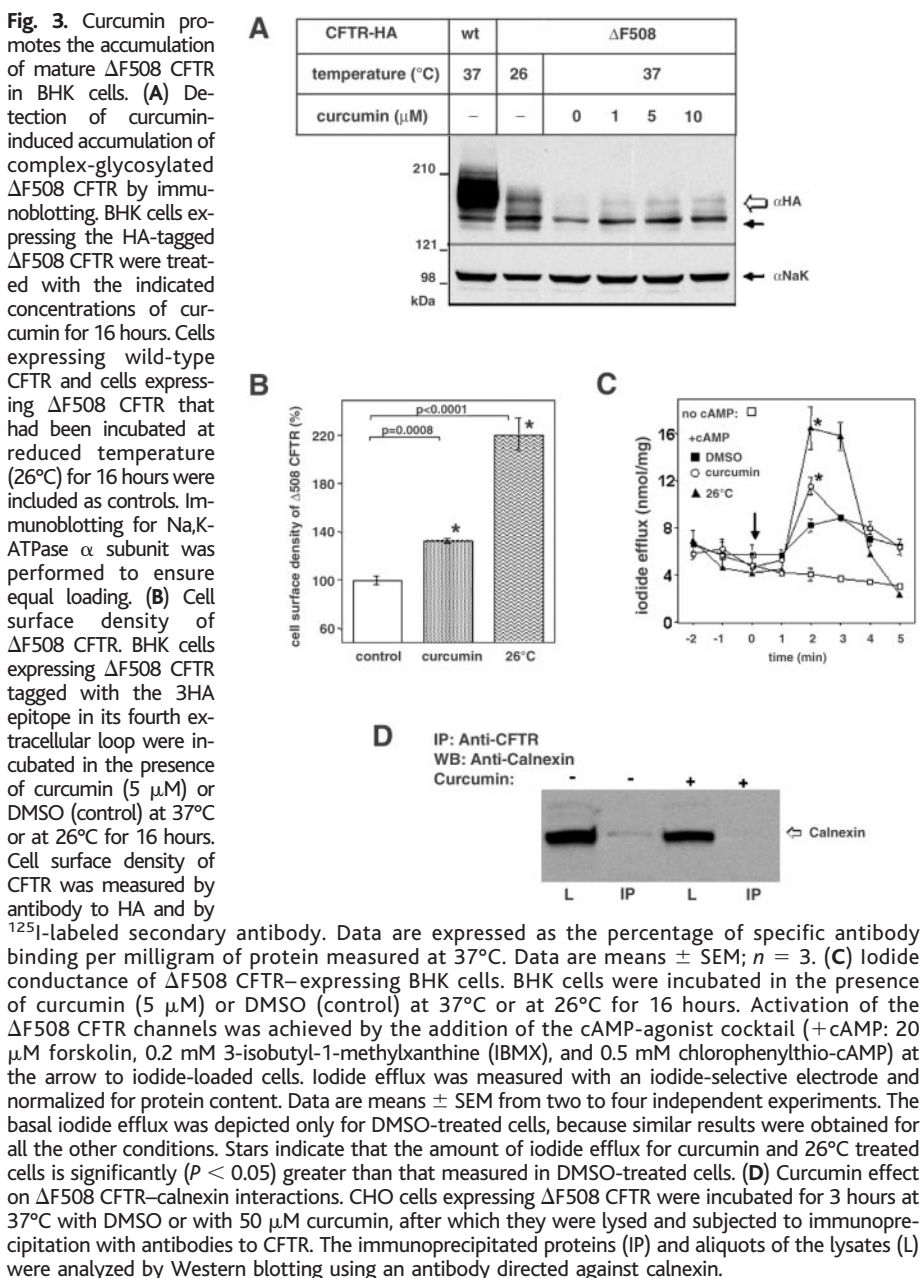 Fig. 3. Curcumin pro-
motes the accumulation
of mature ΔF508 CFTR
in BHK cells. (A) De-
tection of curcumin-
induced accumulation of
complex-glycosylated
ΔF508 CFTR by immu-
noblotting. BHK cells ex-
pressing the HA-tagged
ΔF508 CFTR were treat-
ed with the indicated
concentrations of cur-
cumin for 16 hours. Cells
expressing wild-type
CFTR and cells express-
ing ΔF508 CFTR that
had been incubated at
reduced temperature
(26°C) for 16 hours were
included as controls. Im-
munoblotting for Na,K-
ATPase α subunit was
performed to ensure
equal loading. (B) Cell
surface density of
ΔF508 CFTR. BHK cells
expressing ΔF508 CFTR
tagged with the 3HA
epitope in its fourth ex-
tracellular loop were in-
cubated in the presence
of curcumin (5 μM) or
DMSO (control) at 37°C
or at 26°C for 16 hours.
Cell surface density of
CFTR was measured by
antibody to HA and by
¹²⁵I-labeled secondary antibody. Data are expressed as the percentage of specific antibody
binding per milligram of protein measured at 37°C. Data are means ± SEM; n = 3. (C) Iodide
conductance of ΔF508 CFTR–expressing BHK cells. BHK cells were incubated in the presence
of curcumin (5 μM) or DMSO (control) at 37°C or at 26°C for 16 hours. Activation of the
ΔF508 CFTR channels was achieved by the addition of the cAMP-agonist cocktail (+cAMP: 20
μM forskolin, 0.2 mM 3-isobutyl-1-methylxanthine (IBMX), and 0.5 mM chlorophenylthio-cAMP) at
the arrow to iodide-loaded cells. Iodide efflux was measured with an iodide-selective electrode and
normalized for protein content. Data are means ± SEM from two to four independent experiments. The
basal iodide efflux was depicted only for DMSO-treated cells, because similar results were obtained for
all the other conditions. Stars indicate that the amount of iodide efflux for curcumin and 26°C treated
cells is significantly (P < 0.05) greater than that measured in DMSO-treated cells. (D) Curcumin effect
on ΔF508 CFTR–calnexin interactions. CHO cells expressing ΔF508 CFTR were incubated for 3 hours at
37°C with DMSO or with 50 μM curcumin, after which they were lysed and subjected to immunopre-
cipitation with antibodies to CFTR. The immunoprecipitated proteins (IP) and aliquots of the lysates (L)
were analyzed by Western blotting using an antibody directed against calnexin.
A
CFTR-HA wt ΔF508
temperature (°C) 37 26 37
curcumin (μM) – – 0 1 5 10
210
αHA
121
98
αNaK
kDa
B
cell surface density of Δ508 CFTR (%)
220
180
140
100
60
p<0.0001
p=0.0008
*
*
control curcumin 26°C
C
iodide efflux (nmol/mg)
16
12
8
4
0
no cAMP: □
+cAMP
■ DMSO
○ curcumin
▲ 26°C
*
*
-2 -1 0 1 2 3 4 5
time (min)
D
IP: Anti-CFTR
WB: Anti-Calnexin
Curcumin: - - + +
Calnexin
L IP L IP